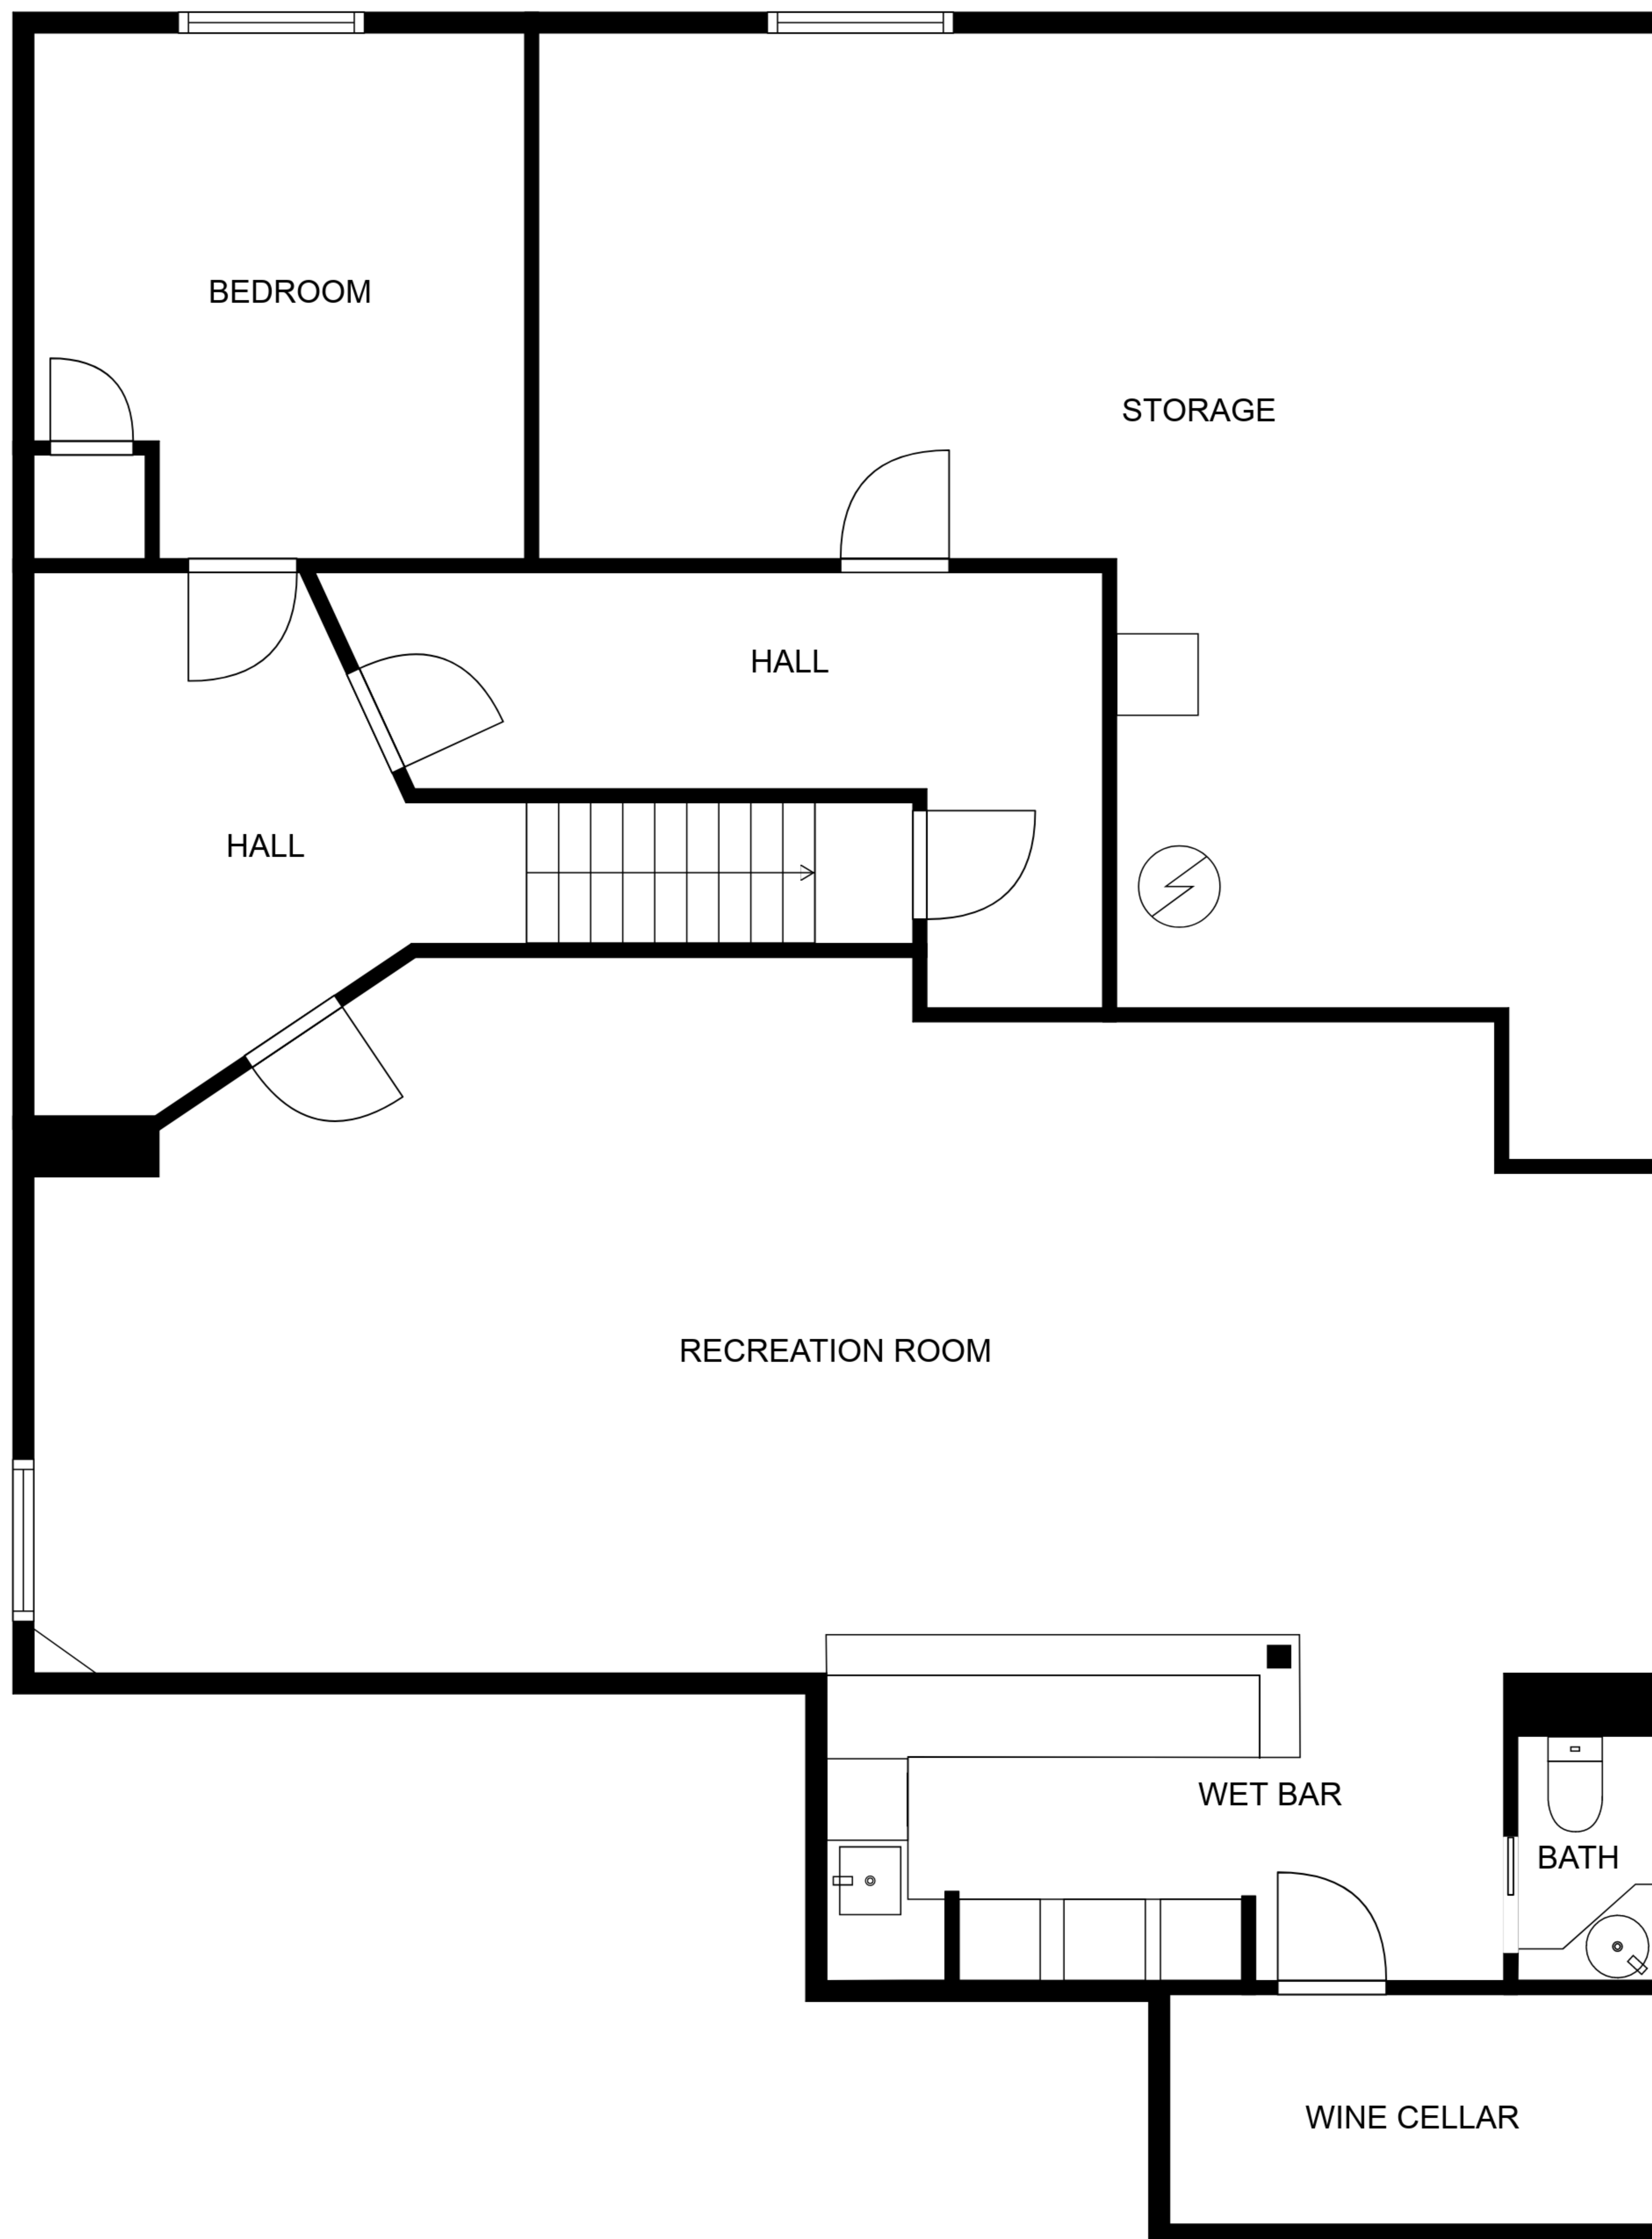 BEDROOM
STORAGE
HALL
HALL
RECREATION ROOM
WET BAR
BATH
WINE CELLAR